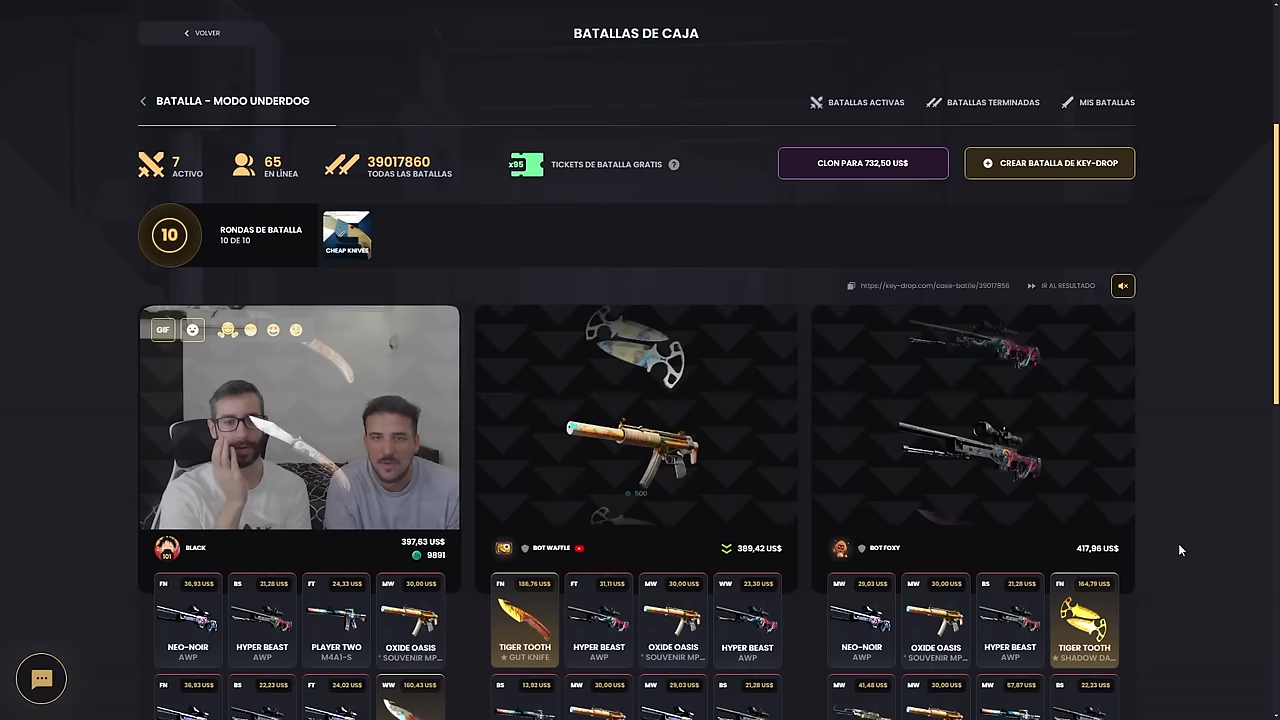 VOLVER
BATALLAS DE CAJA
BATALLA - MODO UNDERDOG
BATALLAS ACTIVAS
BATALLAS TERMINADAS
MIS BATALLAS
7
ACTIVO
65
EN LÍNEA
39017860
TODAS LAS BATALLAS
x95
TICKETS DE BATALLA GRATIS ?
CLON PARA 732,50 US$
CREAR BATALLA DE KEY-DROP
10
RONDAS DE BATALLA
10 DE 10
CHEAP KNIVES
https://key-drop.com/case-battle/39017856
IR AL RESULTADO
GIF
500
101
BLACK
397,63 US$
9891
BOT WAFFLE
389,42 US$
BOT FOXY
417,96 US$
FN 36,93 US$
BS 21,28 US$
FT 24,33 US$
MW 30,00 US$
FN 186,76 US$
FT 31,11 US$
MW 30,00 US$
WW 23,30 US$
MW 29,03 US$
MW 30,00 US$
BS 21,28 US$
FN 164,79 US$
NEO-NOIR
AWP
HYPER BEAST
AWP
PLAYER TWO
M4A1-S
OXIDE OASIS
* SOUVENIR MP...
TIGER TOOTH
★ GUT KNIFE
HYPER BEAST
AWP
OXIDE OASIS
* SOUVENIR MP...
HYPER BEAST
AWP
NEO-NOIR
AWP
OXIDE OASIS
* SOUVENIR MP...
HYPER BEAST
AWP
TIGER TOOTH
★ SHADOW DA...
FN 36,93 US$
BS 22,23 US$
FT 24,02 US$
WW 160,43 US$
BS 13,92 US$
MW 30,00 US$
MW 29,03 US$
BS 21,28 US$
MW 41,48 US$
MW 30,00 US$
MW 57,87 US$
BS 22,23 US$